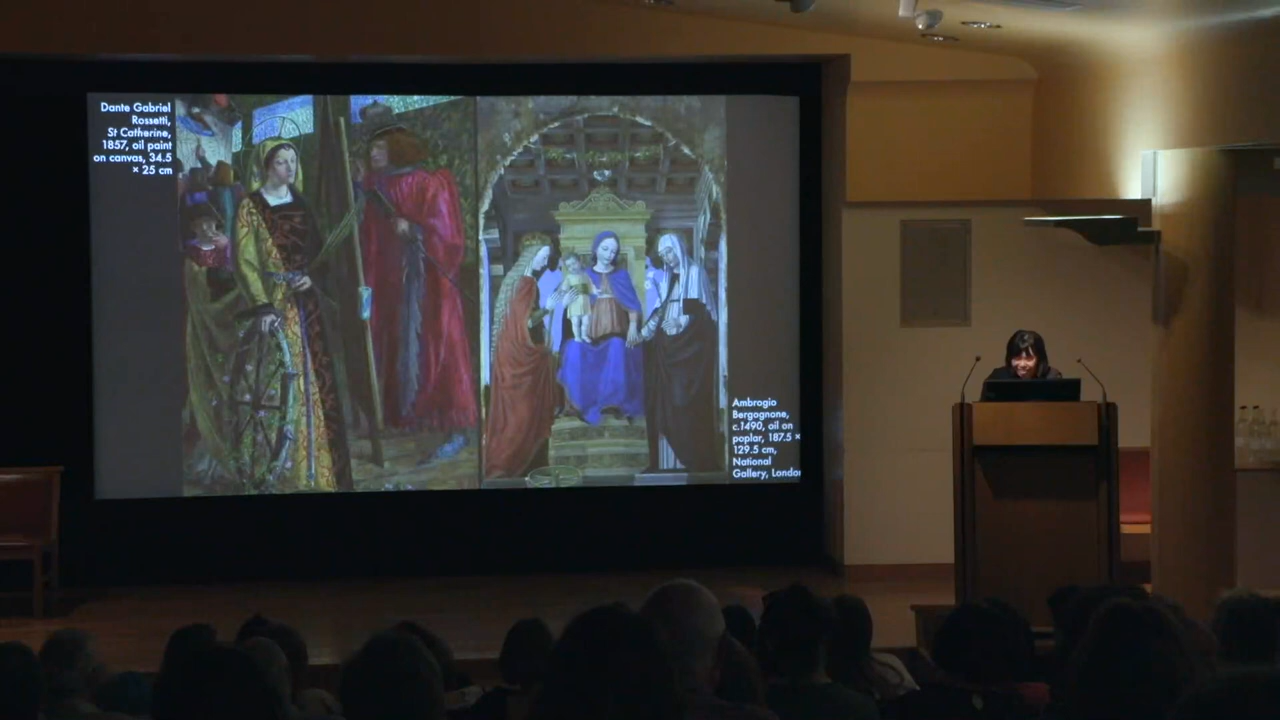 Dante Gabriel
Rossetti,
St Catherine,
1857, oil paint
on canvas, 34.5
× 25 cm
Ambrogio
Bergognone,
c.1490, oil on
poplar, 187.5 ×
129.5 cm,
National
Gallery, London